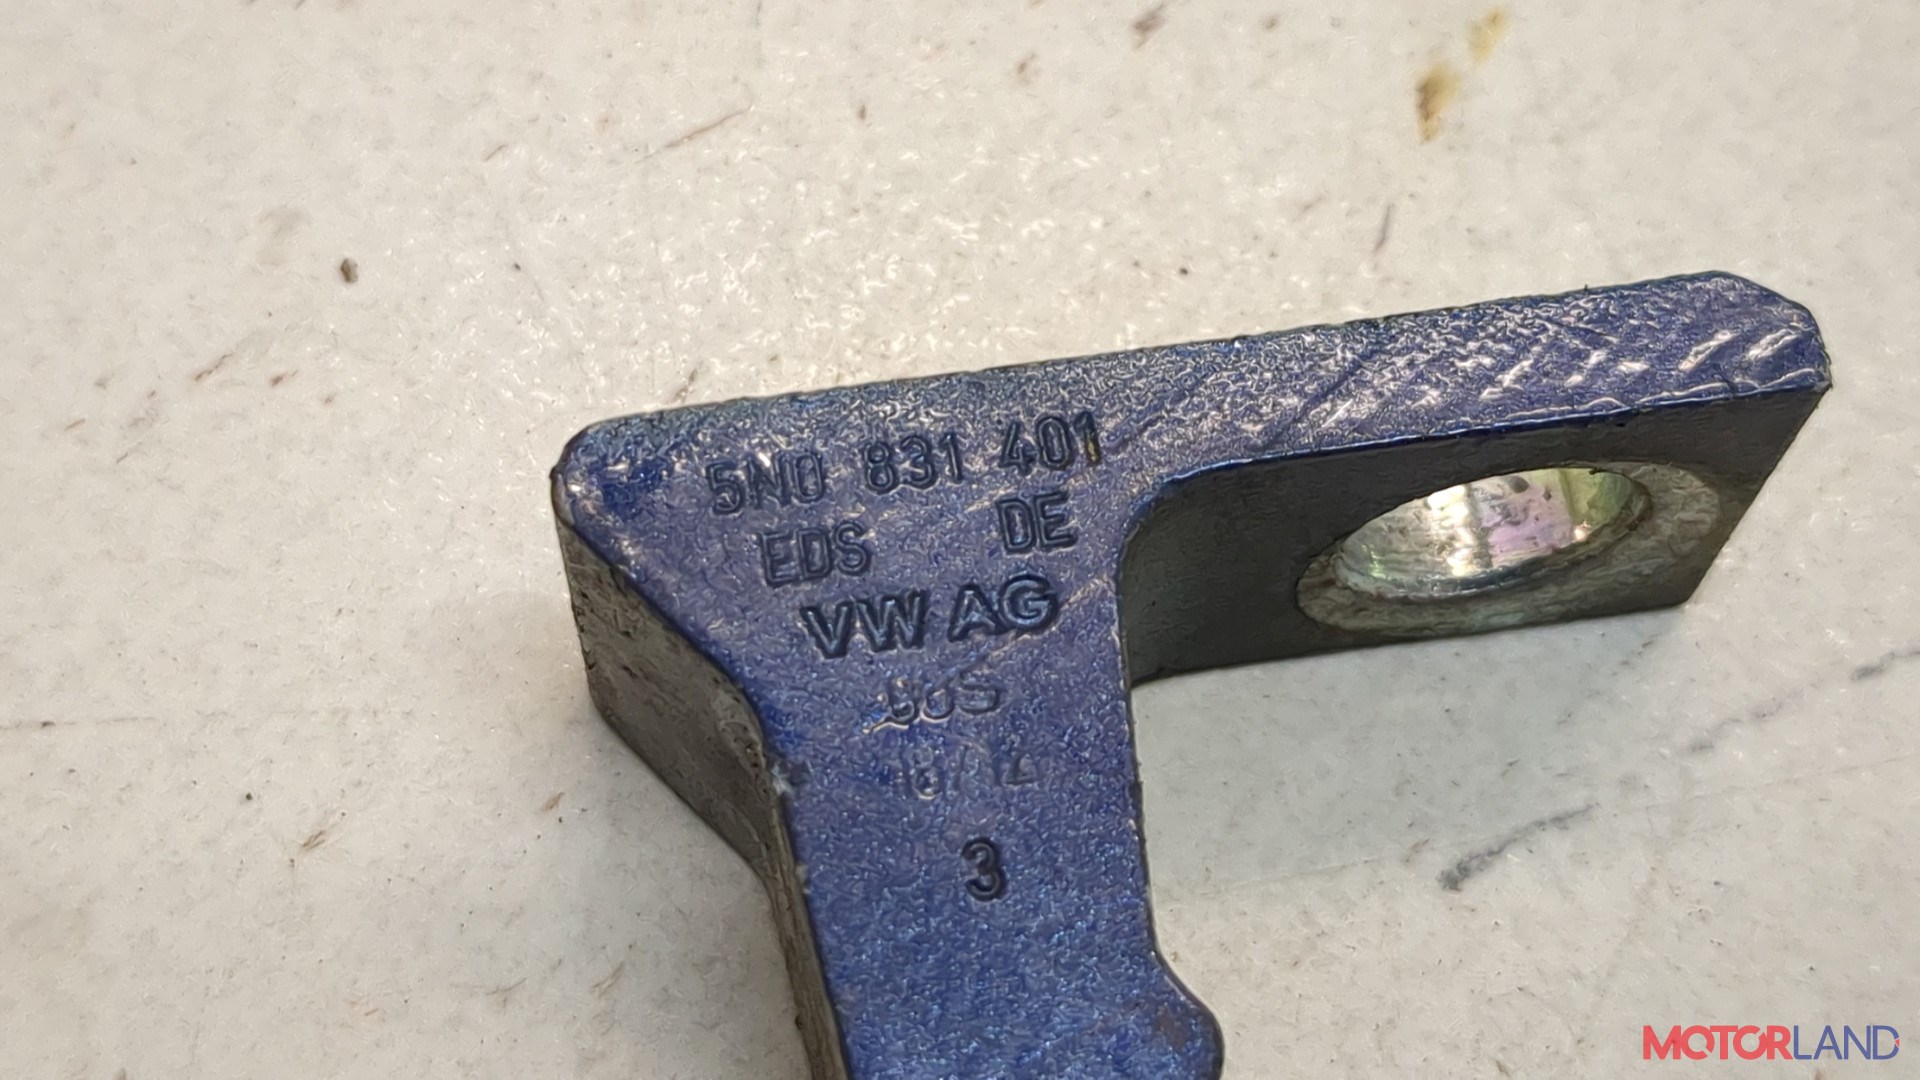 5N0 831 401
EDS DE
VW AG
3
MOTORLAND